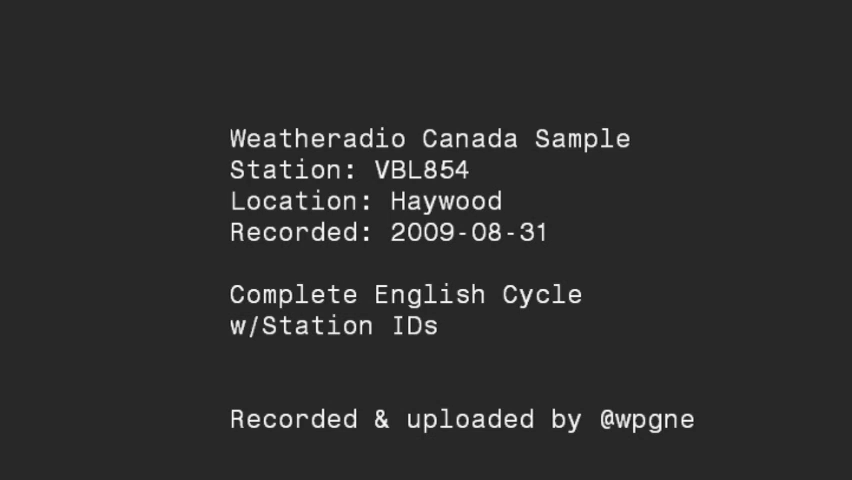 Weatheradio Canada Sample
Station: VBL854
Location: Haywood
Recorded: 2009-08-31
Complete English Cycle
w/Station IDs
Recorded & uploaded by @wpgne